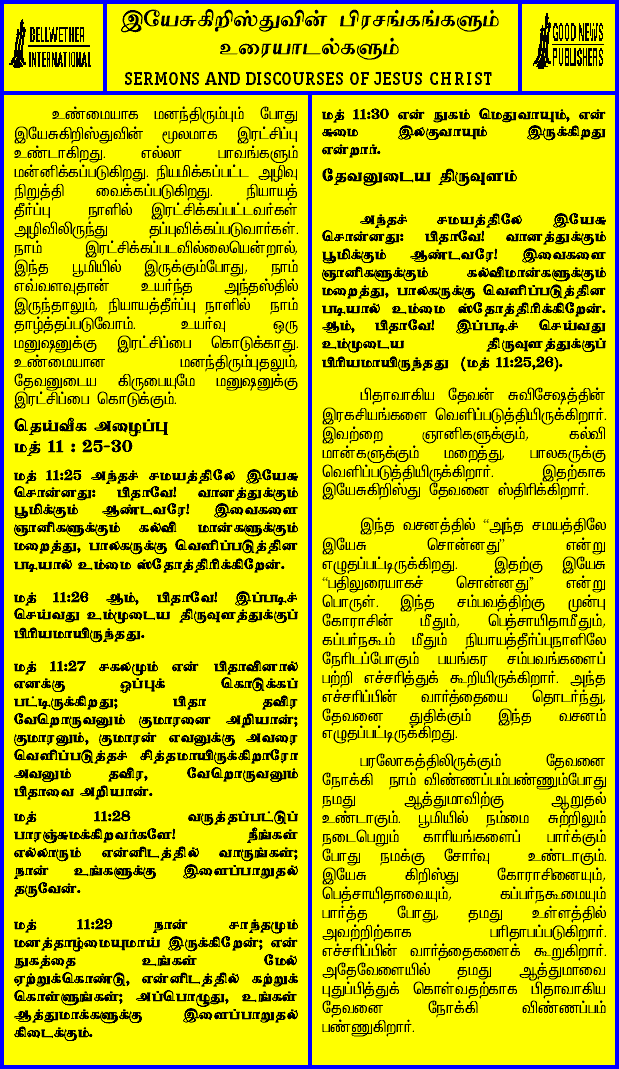 BELLWETHER
INTERNATIONAL
இயேசுகிறிஸ்துவின் பிரசங்கங்களும்
உரையாடல்களும்
SERMONS AND DISCOURSES OF JESUS CHRIST
GOOD NEWS
PUBLISHERS
உண்மையாக மனந்திரும்பும் போது
இயேசுகிறிஸ்துவின் மூலமாக இரட்சிப்பு
உண்டாகிறது. எல்லா பாவங்களும்
மன்னிக்கப்படுகிறது. நியமிக்கப்பட்ட அழிவு
நிறுத்தி வைக்கப்படுகிறது. நியாயத்
தீர்ப்பு நாளில் இரட்சிக்கப்பட்டவர்கள்
அழிவிலிருந்து தப்புவிக்கப்படுவார்கள்.
நாம் இரட்சிக்கப்படவில்லையென்றால்,
இந்த பூமியில் இருக்கும்போது, நாம்
எவ்வளவுதான் உயர்ந்த அந்தஸ்தில்
இருந்தாலும், நியாயத்தீர்ப்பு நாளில் நாம்
தாழ்த்தப்படுவோம். உயர்வு ஒரு
மனுஷனுக்கு இரட்சிப்பை கொடுக்காது.
உண்மையான மனந்திரும்புதலும்,
தேவனுடைய கிருபையுமே மனுஷனுக்கு
இரட்சிப்பை கொடுக்கும்.
தெய்வீக அழைப்பு
மத் 11 : 25-30
மத் 11:25 அந்தச் சமயத்திலே இயேசு
சொன்னது: பிதாவே! வானத்துக்கும்
பூமிக்கும் ஆண்டவரே! இவைகளை
ஞானிகளுக்கும் கல்வி மான்களுக்கும்
மறைத்து, பாலகருக்கு வெளிப்படுத்தின
படியால் உம்மை ஸ்தோத்திரிக்கிறேன்.
மத் 11:26 ஆம், பிதாவே! இப்படிச்
செய்வது உம்முடைய திருவுளத்துக்குப்
பிரியமாயிருந்தது.
மத் 11:27 சகலமும் என் பிதாவினால்
எனக்கு ஒப்புக் கொடுக்கப்
பட்டிருக்கிறது; பிதா தவிர
வேறொருவனும் குமாரனை அறியான்;
குமாரனும், குமாரன் எவனுக்கு அவரை
வெளிப்படுத்தச் சித்தமாயிருக்கிறாரோ
அவனும் தவிர, வேறொருவனும்
பிதாவை அறியான்.
மத் 11:28 வருத்தப்பட்டுப்
பாரஞ்சுமக்கிறவர்களே! நீங்கள்
எல்லாரும் என்னிடத்தில் வாருங்கள்;
நான் உங்களுக்கு இளைப்பாறுதல்
தருவேன்.
மத் 11:29 நான் சாந்தமும்
மனத்தாழ்மையுமாய் இருக்கிறேன்; என்
நுகத்தை உங்கள் மேல்
ஏற்றுக்கொண்டு, என்னிடத்தில் கற்றுக்
கொள்ளுங்கள்; அப்பொழுது, உங்கள்
ஆத்துமாக்களுக்கு இளைப்பாறுதல்
கிடைக்கும்.
மத் 11:30 என் நுகம் மெதுவாயும், என்
சுமை இலகுவாயும் இருக்கிறது
என்றார்.
தேவனுடைய திருவுளம்
அந்தச் சமயத்திலே இயேசு
சொன்னது: பிதாவே! வானத்துக்கும்
பூமிக்கும் ஆண்டவரே! இவைகளை
ஞானிகளுக்கும் கல்விமான்களுக்கும்
மறைத்து, பாலகருக்கு வெளிப்படுத்தின
படியால் உம்மை ஸ்தோத்திரிக்கிறேன்.
ஆம், பிதாவே! இப்படிச் செய்வது
உம்முடைய திருவுளத்துக்குப்
பிரியமாயிருந்தது (மத் 11:25,26).
பிதாவாகிய தேவன் சுவிசேஷத்தின்
இரகசியங்களை வெளிப்படுத்தியிருக்கிறார்.
இவற்றை ஞானிகளுக்கும், கல்வி
மான்களுக்கும் மறைத்து, பாலகருக்கு
வெளிப்படுத்தியிருக்கிறார். இதற்காக
இயேசுகிறிஸ்து தேவனை ஸ்திரிக்கிறார்.
இந்த வசனத்தில் “அந்த சமயத்திலே
இயேசு சொன்னது” என்று
எழுதப்பட்டிருக்கிறது. இதற்கு இயேசு
“பதிலுரையாகச் சொன்னது” என்று
பொருள். இந்த சம்பவத்திற்கு முன்பு
கோராசின் மீதும், பெத்சாயிதாமீதும்,
கப்பர்நகூம் மீதும் நியாயத்தீர்ப்புநாளிலே
நேரிடப்போகும் பயங்கர சம்பவங்களைப்
பற்றி எச்சரித்துக் கூறியிருக்கிறார். அந்த
எச்சரிப்பின் வார்த்தையை தொடர்ந்து,
தேவனை துதிக்கும் இந்த வசனம்
எழுதப்பட்டிருக்கிறது.
பரலோகத்திலிருக்கும் தேவனை
நோக்கி நாம் விண்ணப்பம்பண்ணும்போது
நமது ஆத்துமாவிற்கு ஆறுதல்
உண்டாகும். பூமியில் நம்மை சுற்றிலும்
நடைபெறும் காரியங்களைப் பார்க்கும்
போது நமக்கு சோர்வு உண்டாகும்.
இயேசு கிறிஸ்து கோராசினையும்,
பெத்சாயிதாவையும், கப்பர்நகூமையும்
பார்த்த போது, தமது உள்ளத்தில்
அவற்றிற்காக பரிதாபப்படுகிறார்.
எச்சரிப்பின் வார்த்தைகளைக் கூறுகிறார்.
அதேவேளையில் தமது ஆத்துமாவை
புதுப்பித்துக் கொள்வதற்காக பிதாவாகிய
தேவனை நோக்கி விண்ணப்பம்
பண்ணுகிறார்.